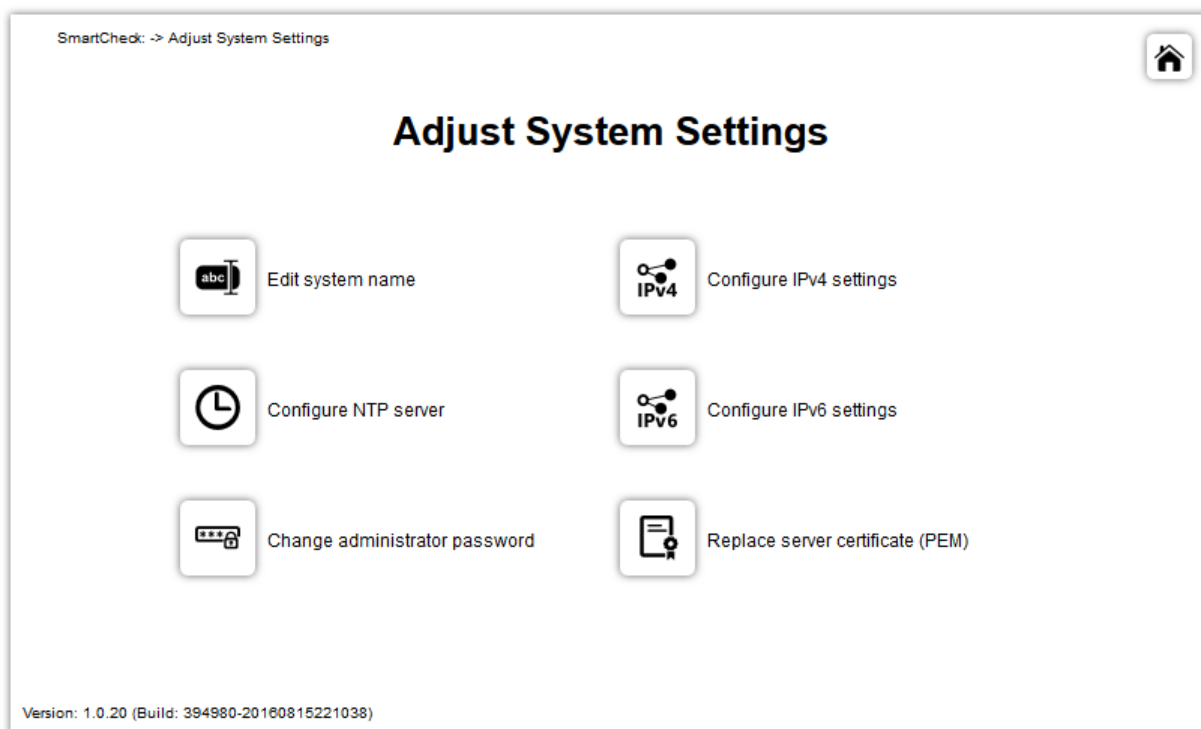 SmartCheck: -> Adjust System Settings
Adjust System Settings
abc
Edit system name
IPv4
Configure IPv4 settings
Configure NTP server
IPv6
Configure IPv6 settings
***
Change administrator password
Replace server certificate (PEM)
Version: 1.0.20 (Build: 394980-20160815221038)